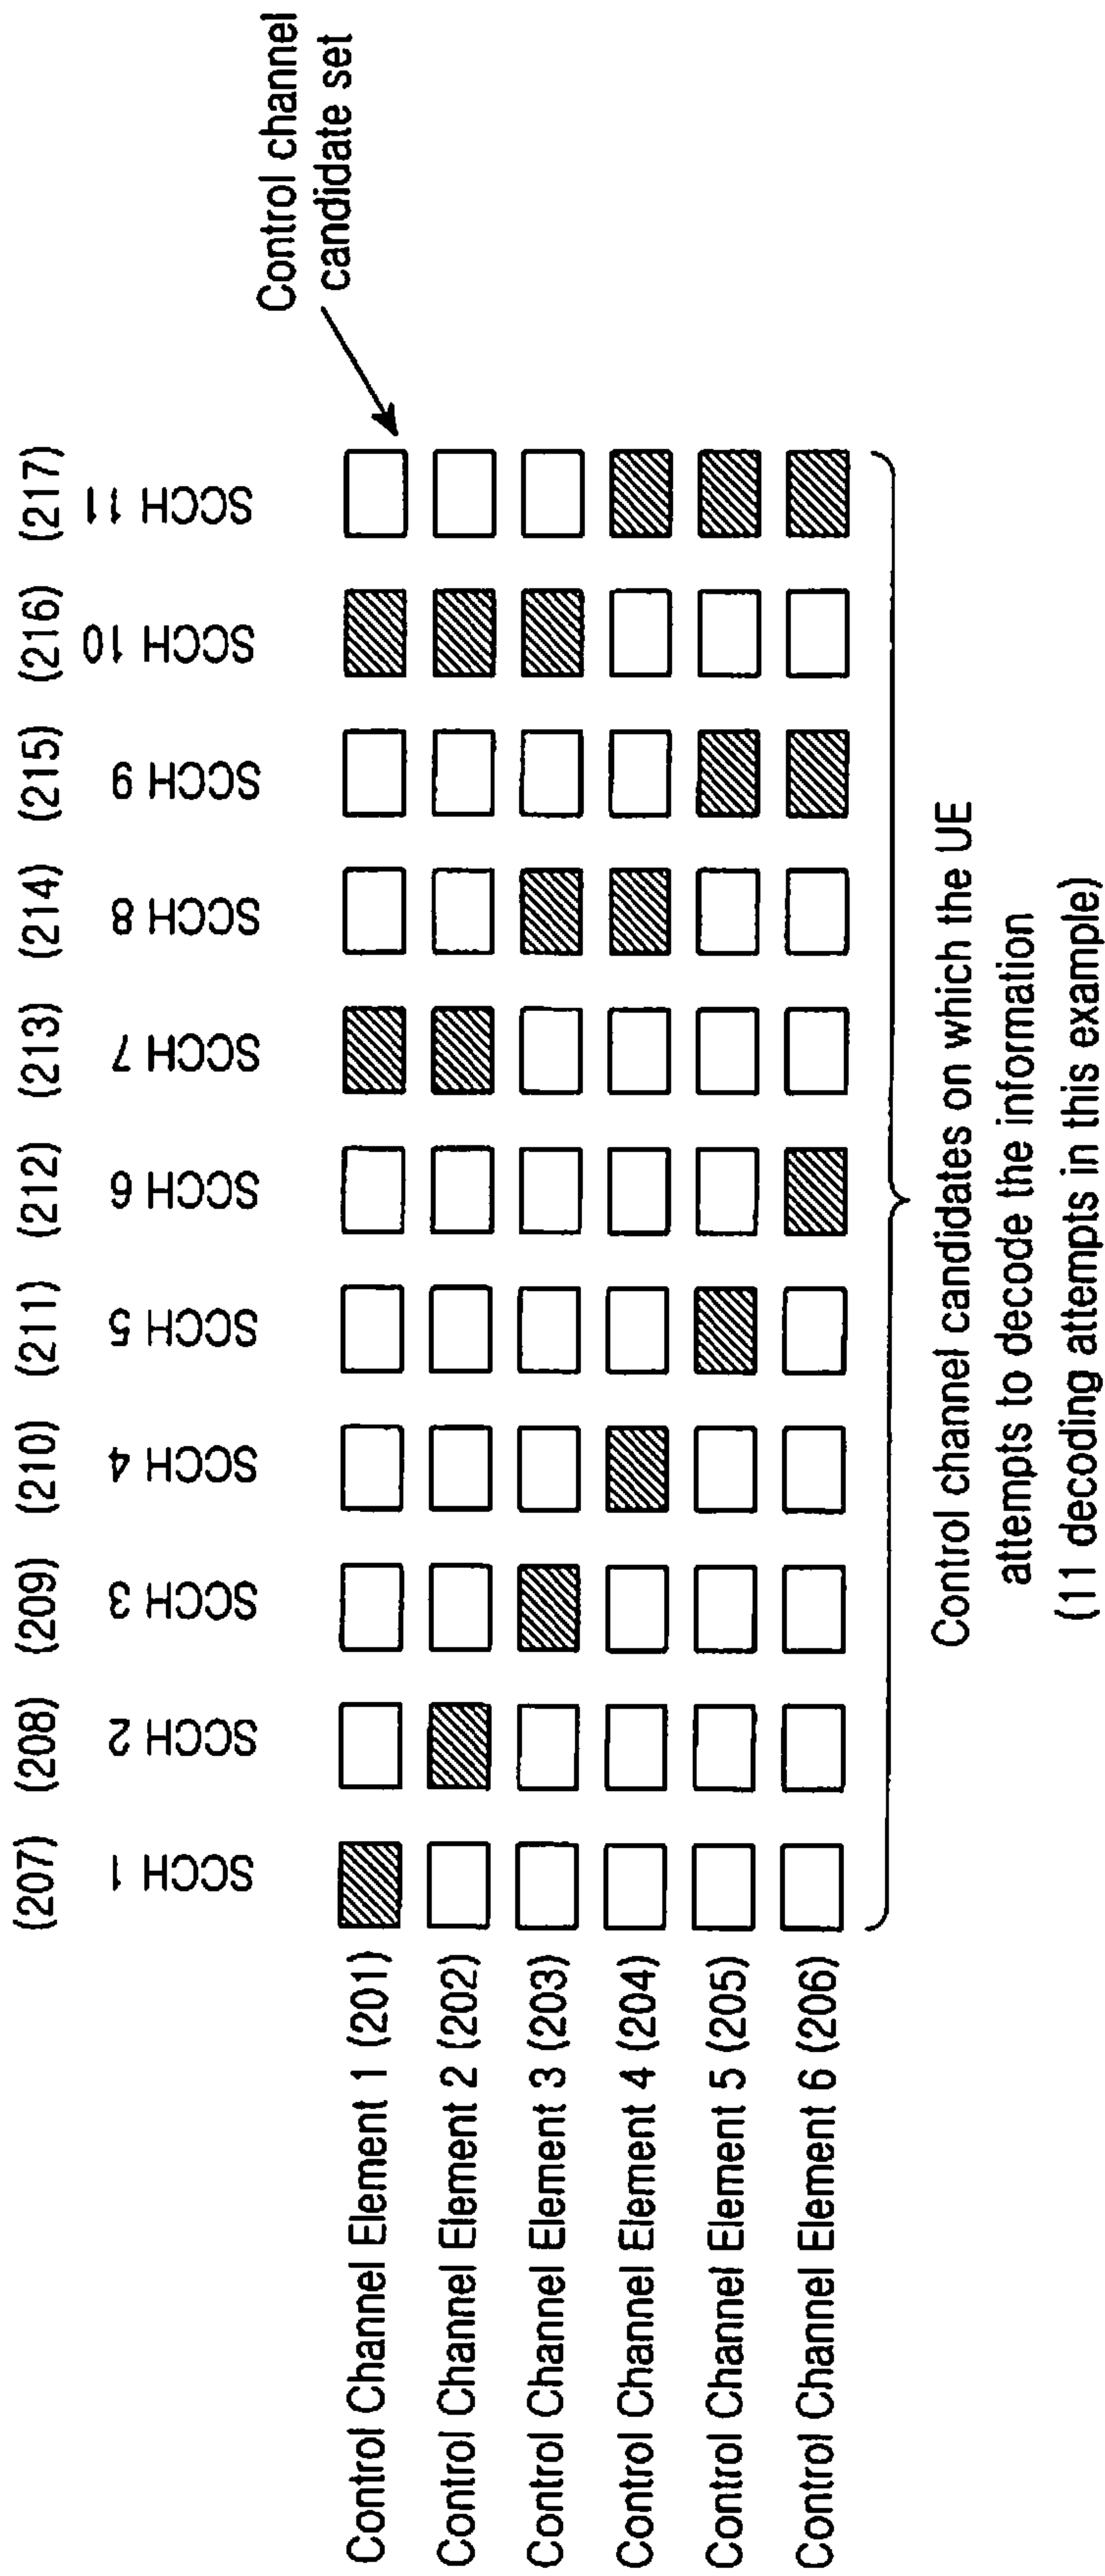 (207) (208) (209) (210) (211) (212) (213) (214) (215) (216) (217)
SCCH 1 SCCH 2 SCCH 3 SCCH 4 SCCH 5 SCCH 6 SCCH 7 SCCH 8 SCCH 9 SCCH 10 SCCH 11
Control channel
candidate set
Control Channel Element 1 (201)
Control Channel Element 2 (202)
Control Channel Element 3 (203)
Control Channel Element 4 (204)
Control Channel Element 5 (205)
Control Channel Element 6 (206)
Control channel candidates on which the UE
attempts to decode the information
(11 decoding attempts in this example)